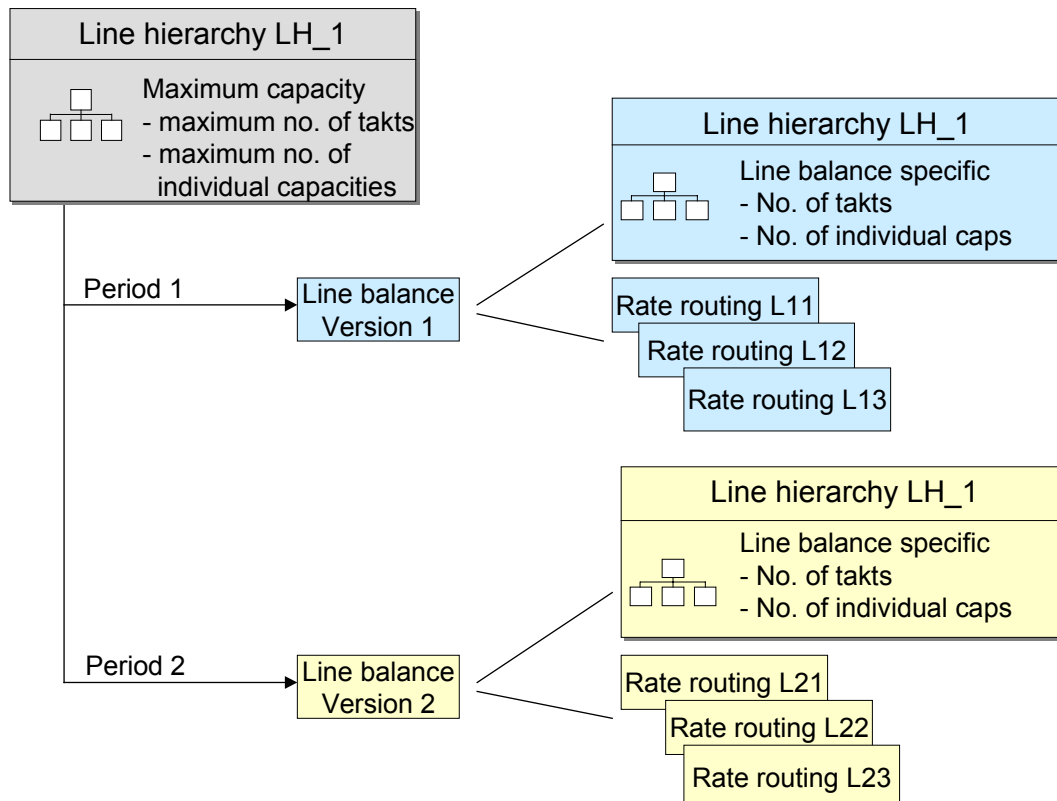 Line hierarchy LH_1
Maximum capacity
- maximum no. of takts
- maximum no. of
individual capacities
Line hierarchy LH_1
Line balance specific
- No. of takts
- No. of individual caps
Period 1
Line balance
Version 1
Rate routing L11
Rate routing L12
Rate routing L13
Line hierarchy LH_1
Line balance specific
- No. of takts
- No. of individual caps
Period 2
Line balance
Version 2
Rate routing L21
Rate routing L22
Rate routing L23